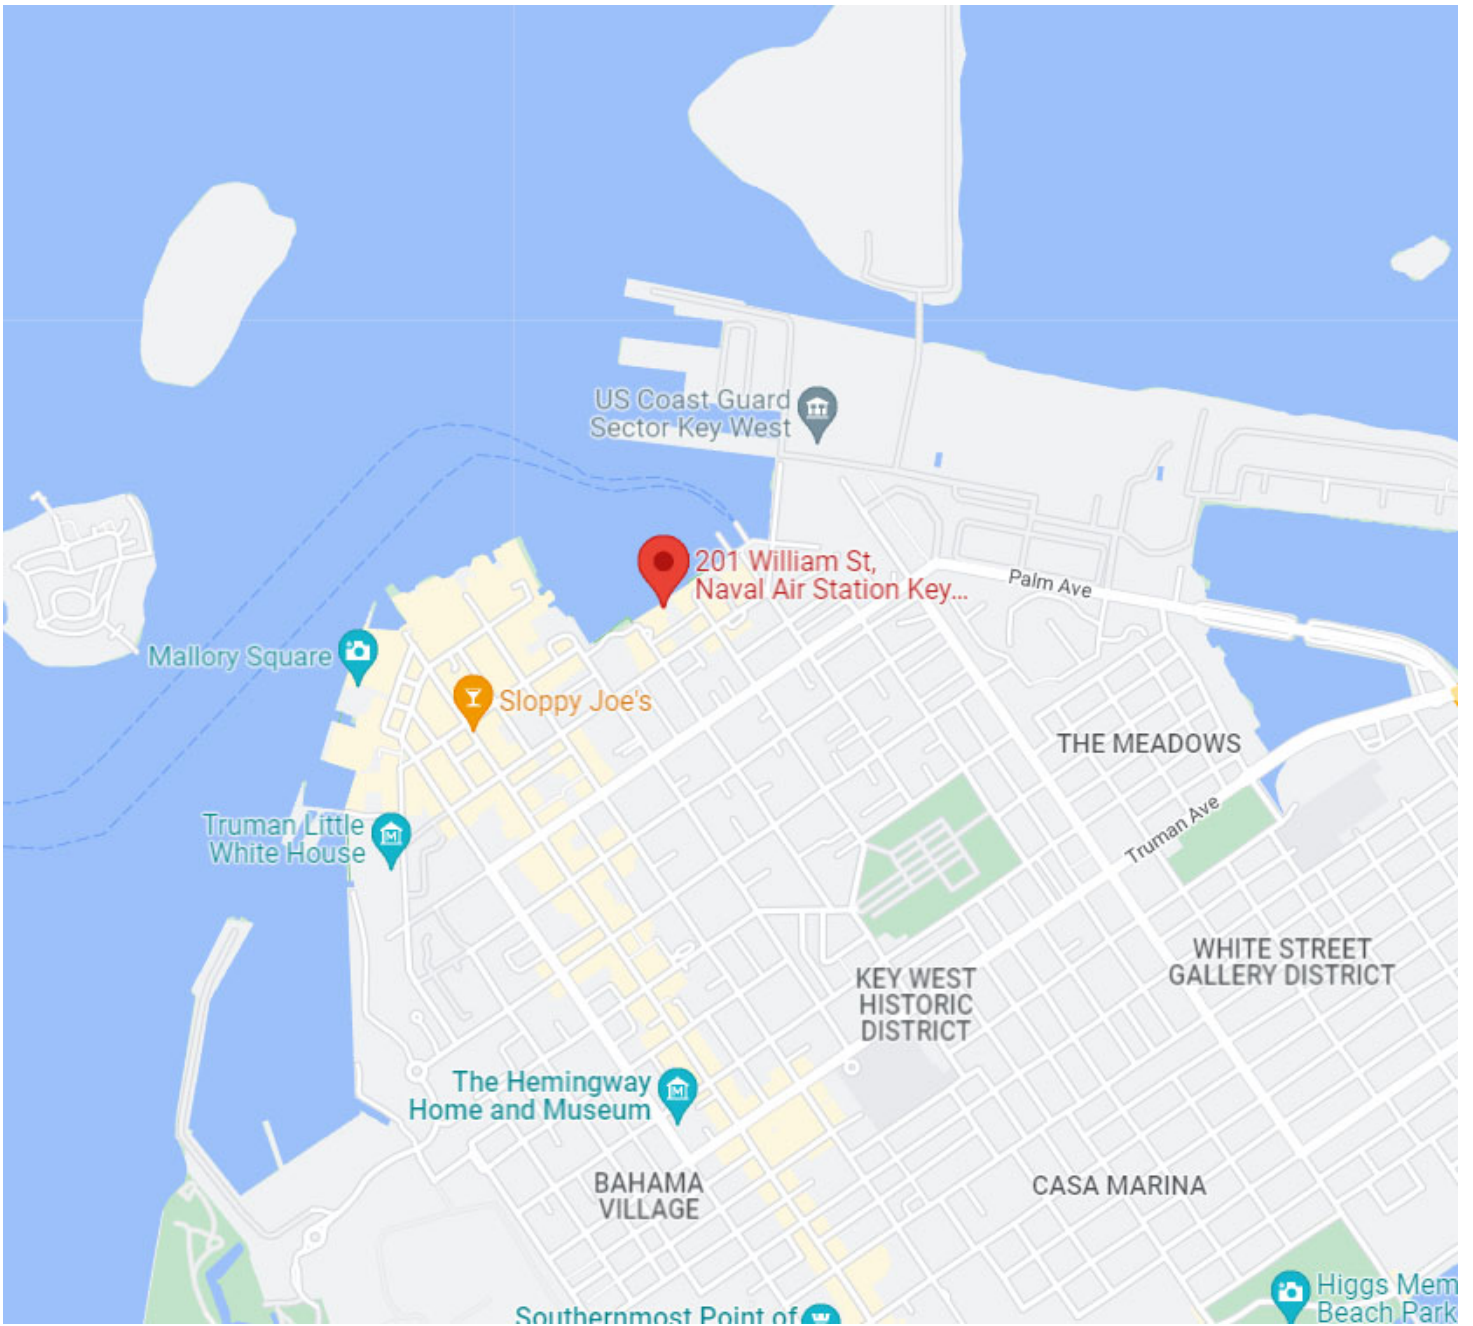 US Coast Guard
Sector Key West
201 William St,
Naval Air Station Key...
Palm Ave
Mallory Square
Sloppy Joe's
THE MEADOWS
Truman Little
White House
Truman Ave
WHITE STREET
GALLERY DISTRICT
KEY WEST
HISTORIC
DISTRICT
The Hemingway
Home and Museum
BAHAMA
VILLAGE
CASA MARINA
Higgs Mem
Beach Park
Southernmost Point of